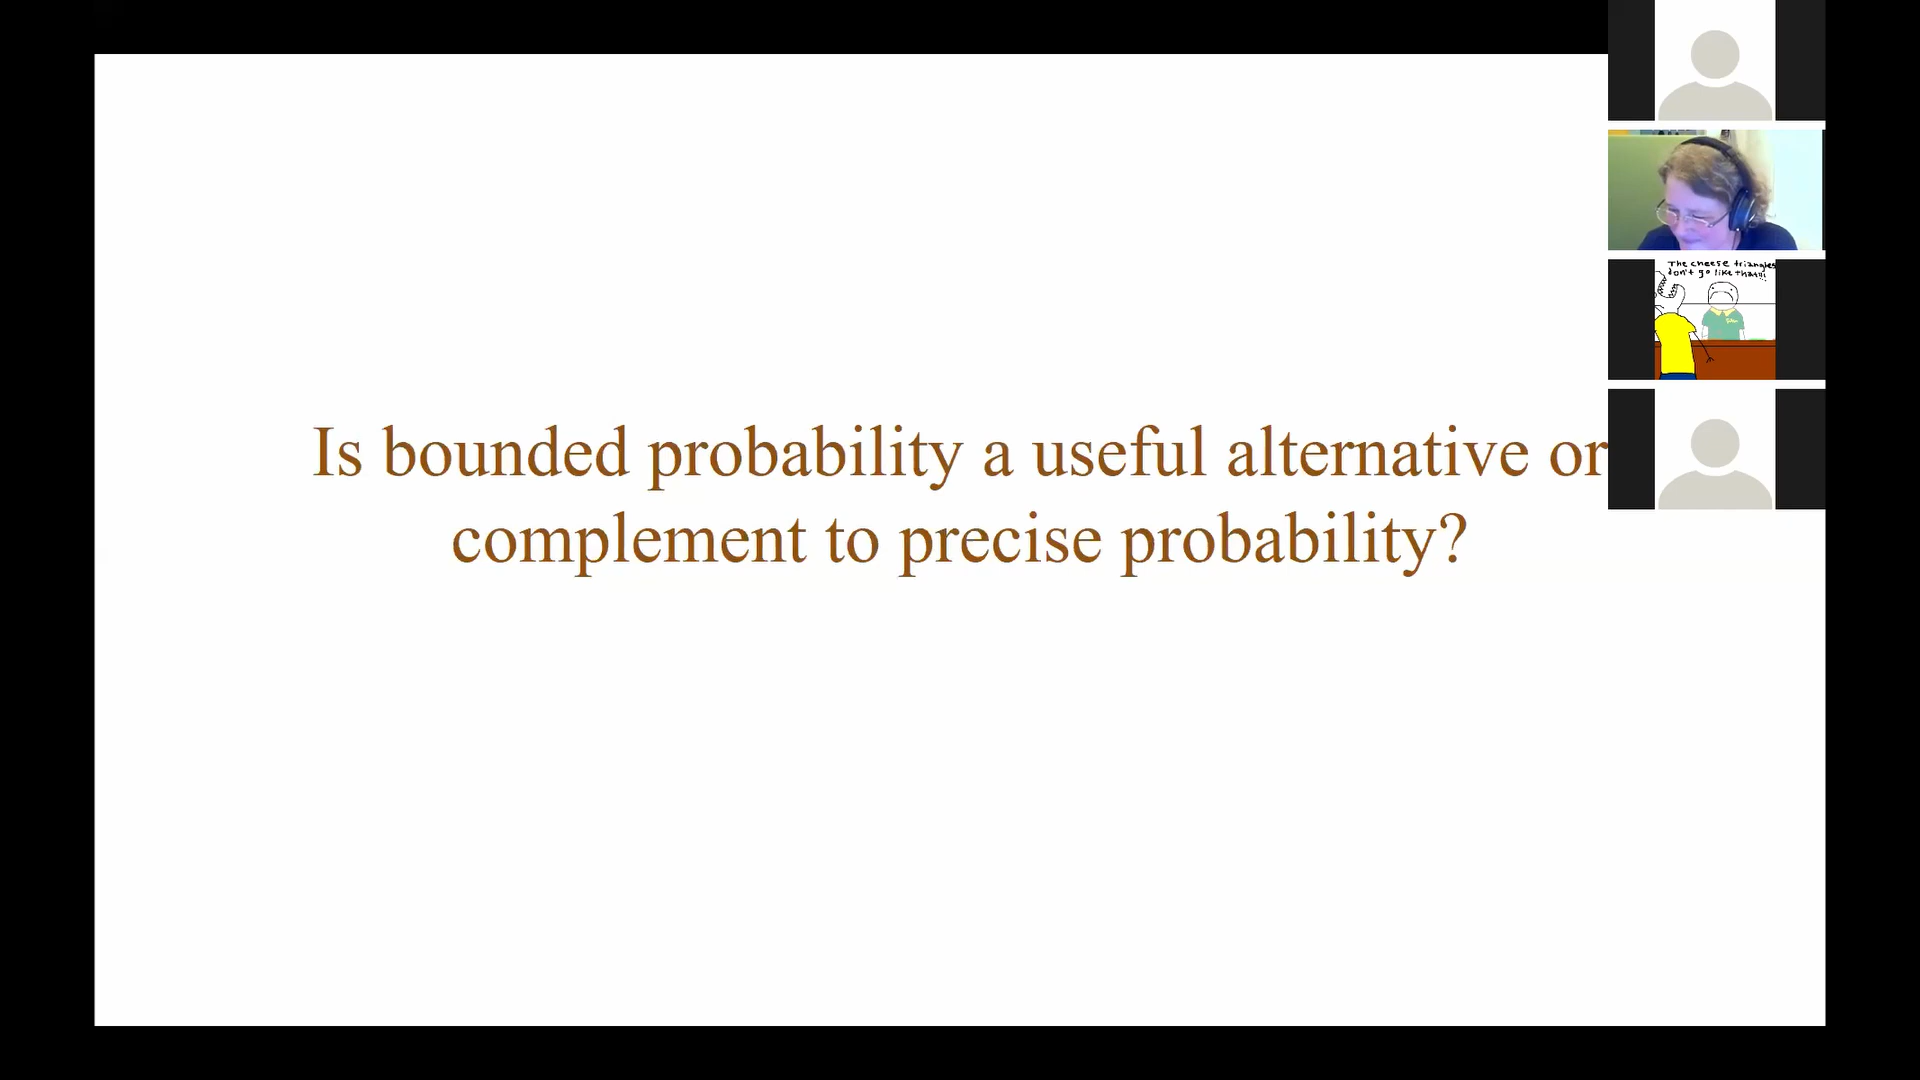 Is bounded probability a useful alternative or
complement to precise probability?
The cheese triangles
don't go like that!!!